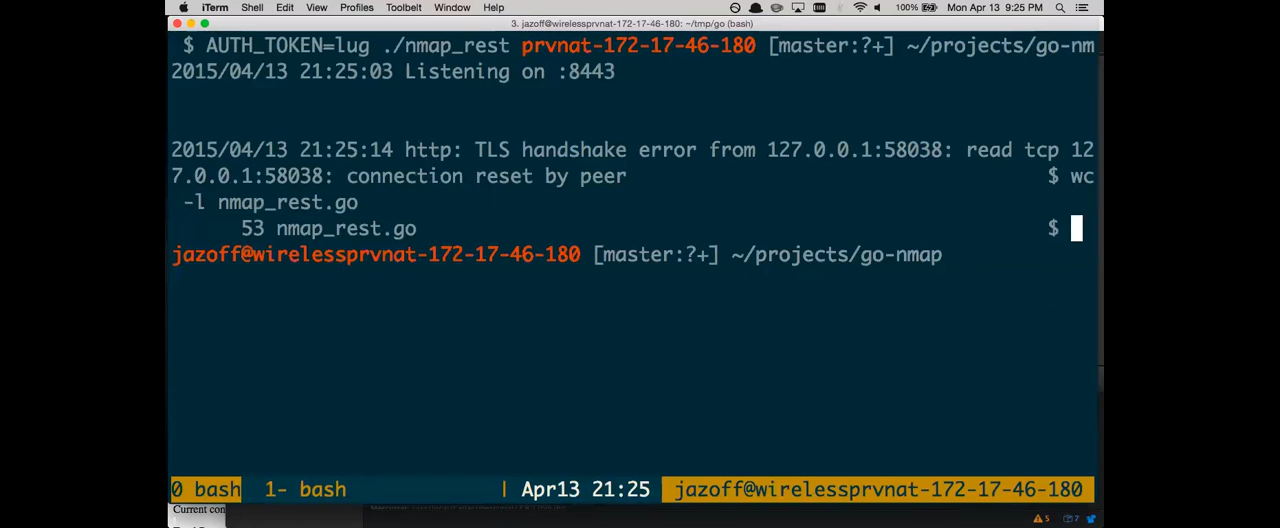 iTerm Shell Edit View Profiles Toolbelt Window Help 100% Mon Apr 13 9:25 PM
3. jazoff@wirelessprvnat-172-17-46-180: ~/tmp/go (bash)
$ AUTH_TOKEN=lug ./nmap_rest prvnat-172-17-46-180 [master:?+] ~/projects/go-nm
2015/04/13 21:25:03 Listening on :8443
2015/04/13 21:25:14 http: TLS handshake error from 127.0.0.1:58038: read tcp 12
7.0.0.1:58038: connection reset by peer $ wc
-l nmap_rest.go
53 nmap_rest.go $
jazoff@wirelessprvnat-172-17-46-180 [master:?+] ~/projects/go-nmap
0 bash 1- bash | Apr13 21:25 jazoff@wirelessprvnat-172-17-46-180
Current con
5 7